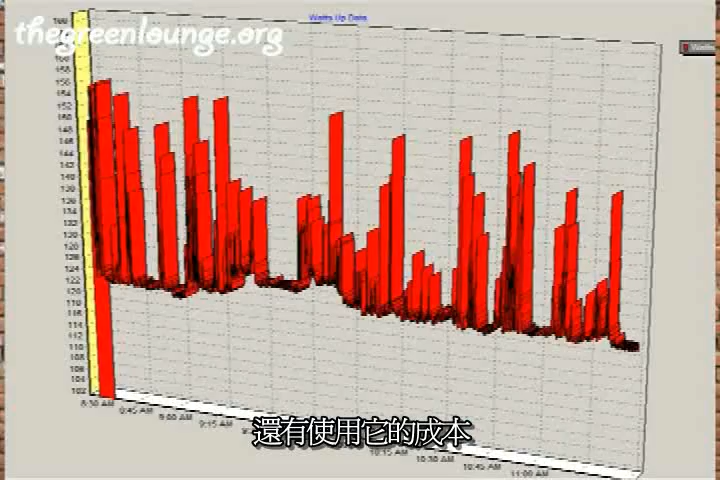 Watts Up Data
thegreenlounge.org
158
156
154
152
150
148
146
144
142
140
138
136
134
132
130
128
126
124
122
120
118
116
114
112
110
108
106
104
102
8:30 AM
8:45 AM
9:00 AM
9:15 AM
10:15 AM
10:30 AM
10:45 AM
11:00 AM
還有使用它的成本